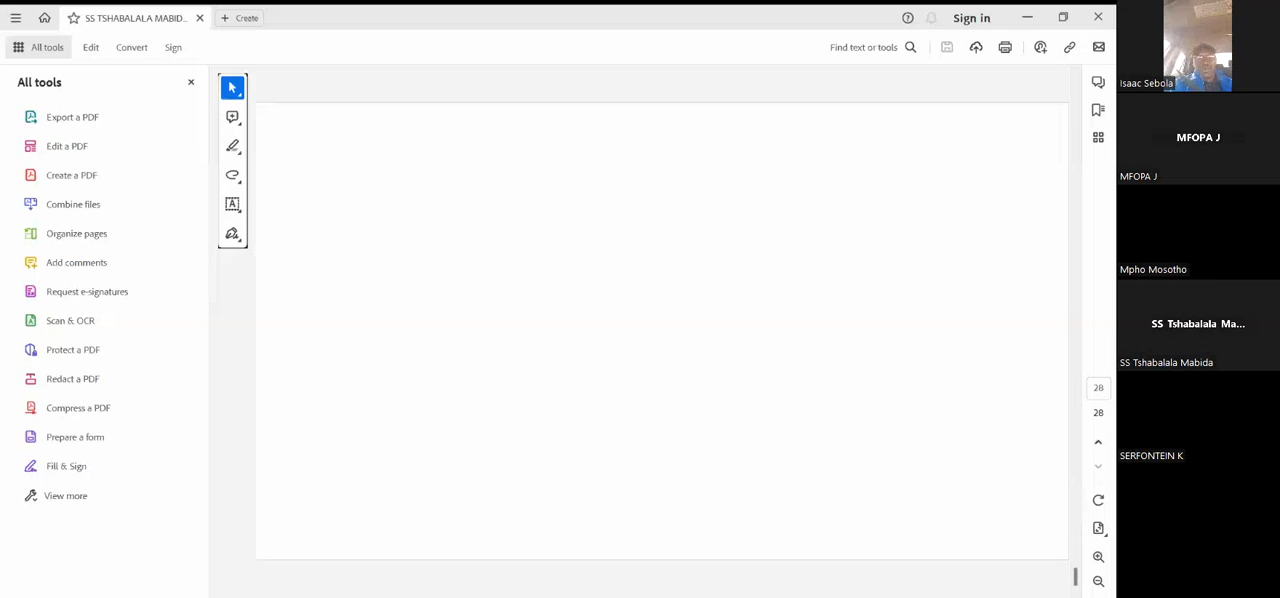 SS TSHABALALA MABID...
Create
Sign in
All tools
Edit
Convert
Sign
Find text or tools
All tools
Export a PDF
Edit a PDF
Create a PDF
Combine files
Organize pages
Add comments
Request e-signatures
Scan & OCR
Protect a PDF
Redact a PDF
Compress a PDF
Prepare a form
Fill & Sign
View more
28
28
Isaac Sebola
MFOPA J
MFOPA J
Mpho Mosotho
SS Tshabalala Ma...
SS Tshabalala Mabida
SERFONTEIN K